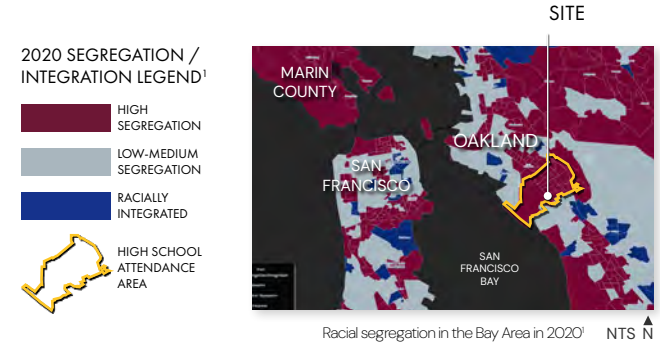 SITE
2020 SEGREGATION /
INTEGRATION LEGEND¹
HIGH
SEGREGATION
LOW-MEDIUM
SEGREGATION
RACIALLY
INTEGRATED
HIGH SCHOOL
ATTENDANCE
AREA
MARIN
COUNTY
OAKLAND
SAN
FRANCISCO
SAN
FRANCISCO
BAY
Racial segregation in the Bay Area in 2020¹
NTS N